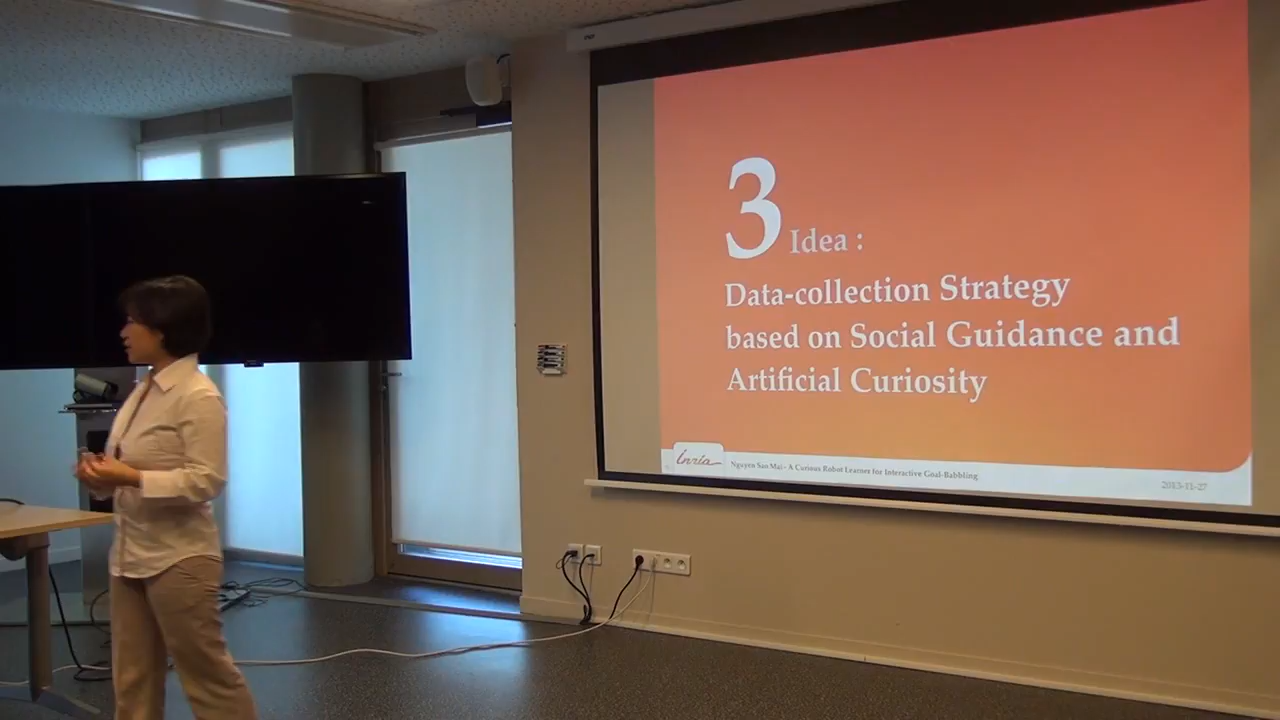 3 Idea :
Data-collection Strategy
based on Social Guidance and
Artificial Curiosity
Inria
Nguyen Sao Mai - A Curious Robot Learner for Interactive Goal-Babbling
2013-11-27